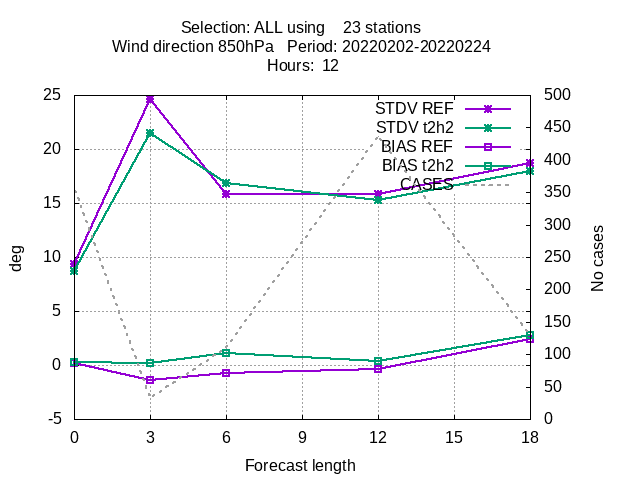 Selection: ALL using    23 stations
Wind direction 850hPa   Period: 20220202-20220224
Hours:  12
25
20
15
10
5
0
-5
deg
STDV REF
STDV t2h2
BIAS REF
BIAS t2h2
CASES
500
450
400
350
300
250
200
150
100
50
0
No cases
0 3 6 9 12 15 18
Forecast length